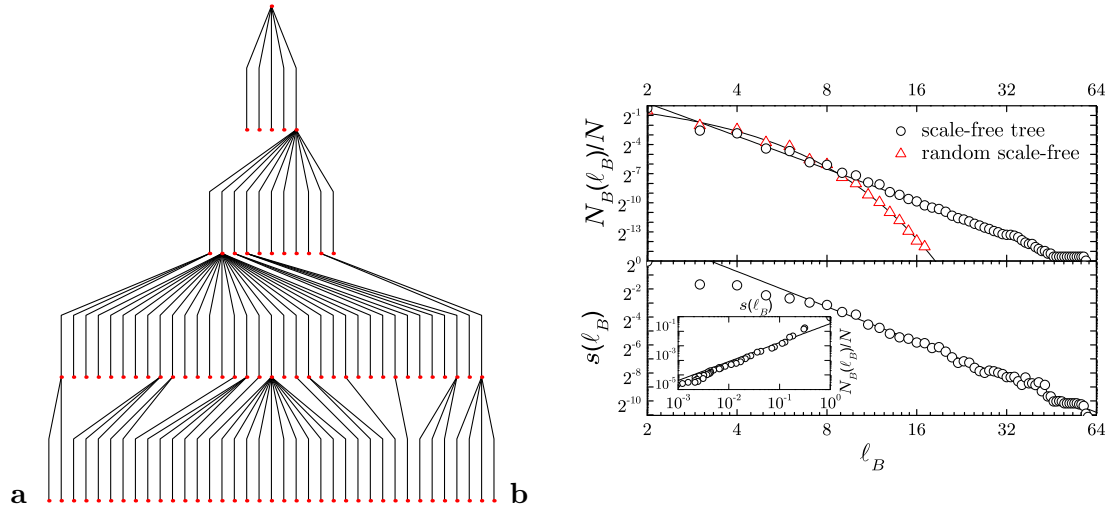 a
b
2 4 8 16 32 64
N_B(ℓ_B)/N
2^-1
2^-4
2^-7
2^-10
2^-13
○ scale-free tree
△ random scale-free
2^0
s(ℓ_B)
2^0
2^-2
2^-4
2^-6
2^-8
2^-10
s(ℓ_B)
10^-1
10^-3
10^-5
N_B(ℓ_B)/N
10^-3 10^-2 10^-1 10^0
2 4 8 16 32 64
ℓ_B